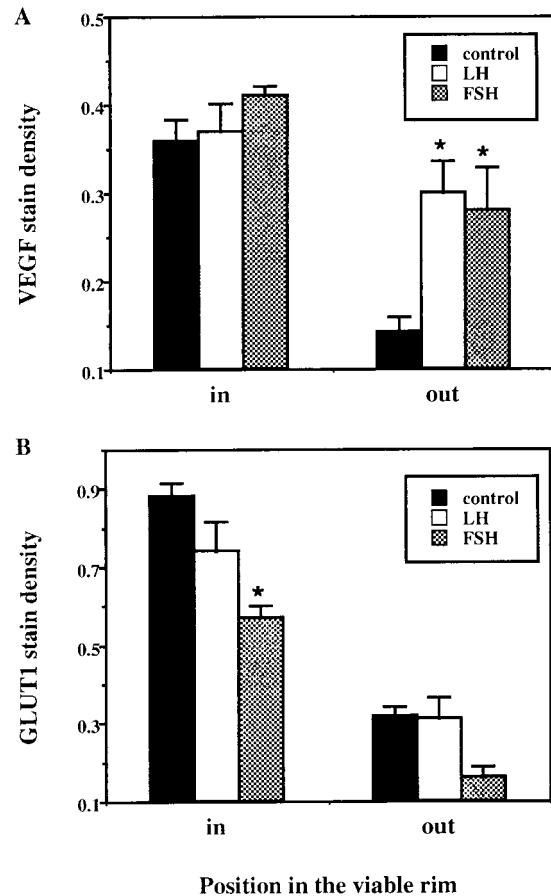 A
0.5
0.4
0.3
0.2
0.1
VEGF stain density
control
LH
FSH
* *
in out
B
0.9
0.7
0.5
0.3
0.1
GLUT1 stain density
control
LH
FSH
*
in out
Position in the viable rim